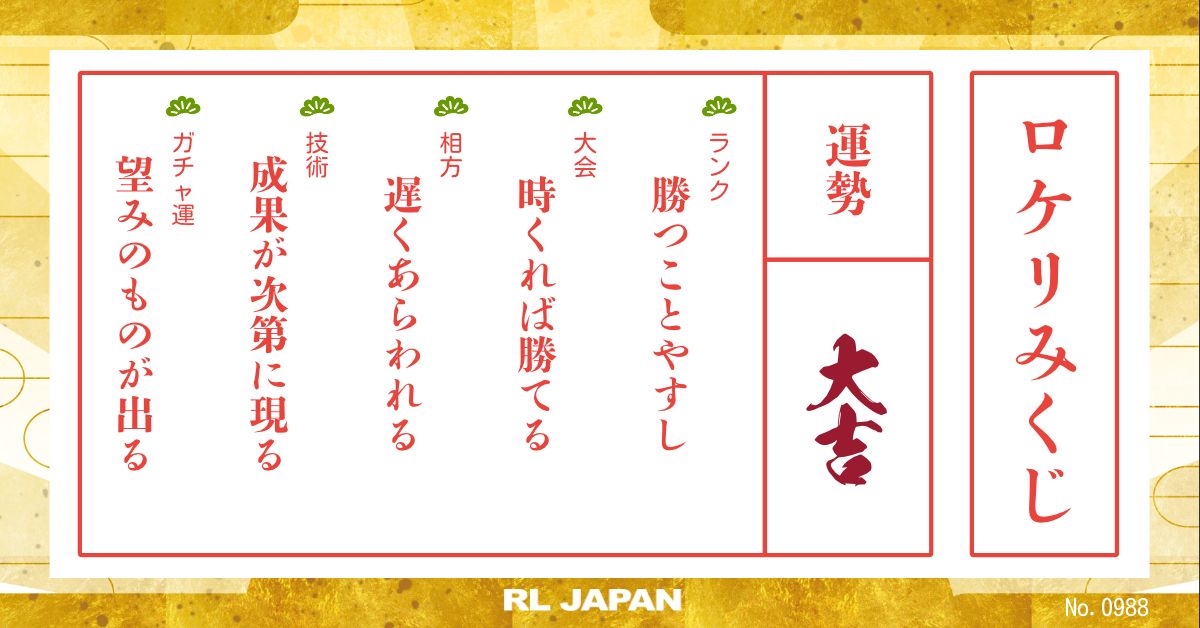 ロケリみくじ
運勢
大吉
ランク
勝つことやすし
大会
時くれば勝てる
相方
遅くあらわれる
技術
成果が次第に現る
ガチャ運
望みのものが出る
RL JAPAN
No. 0988